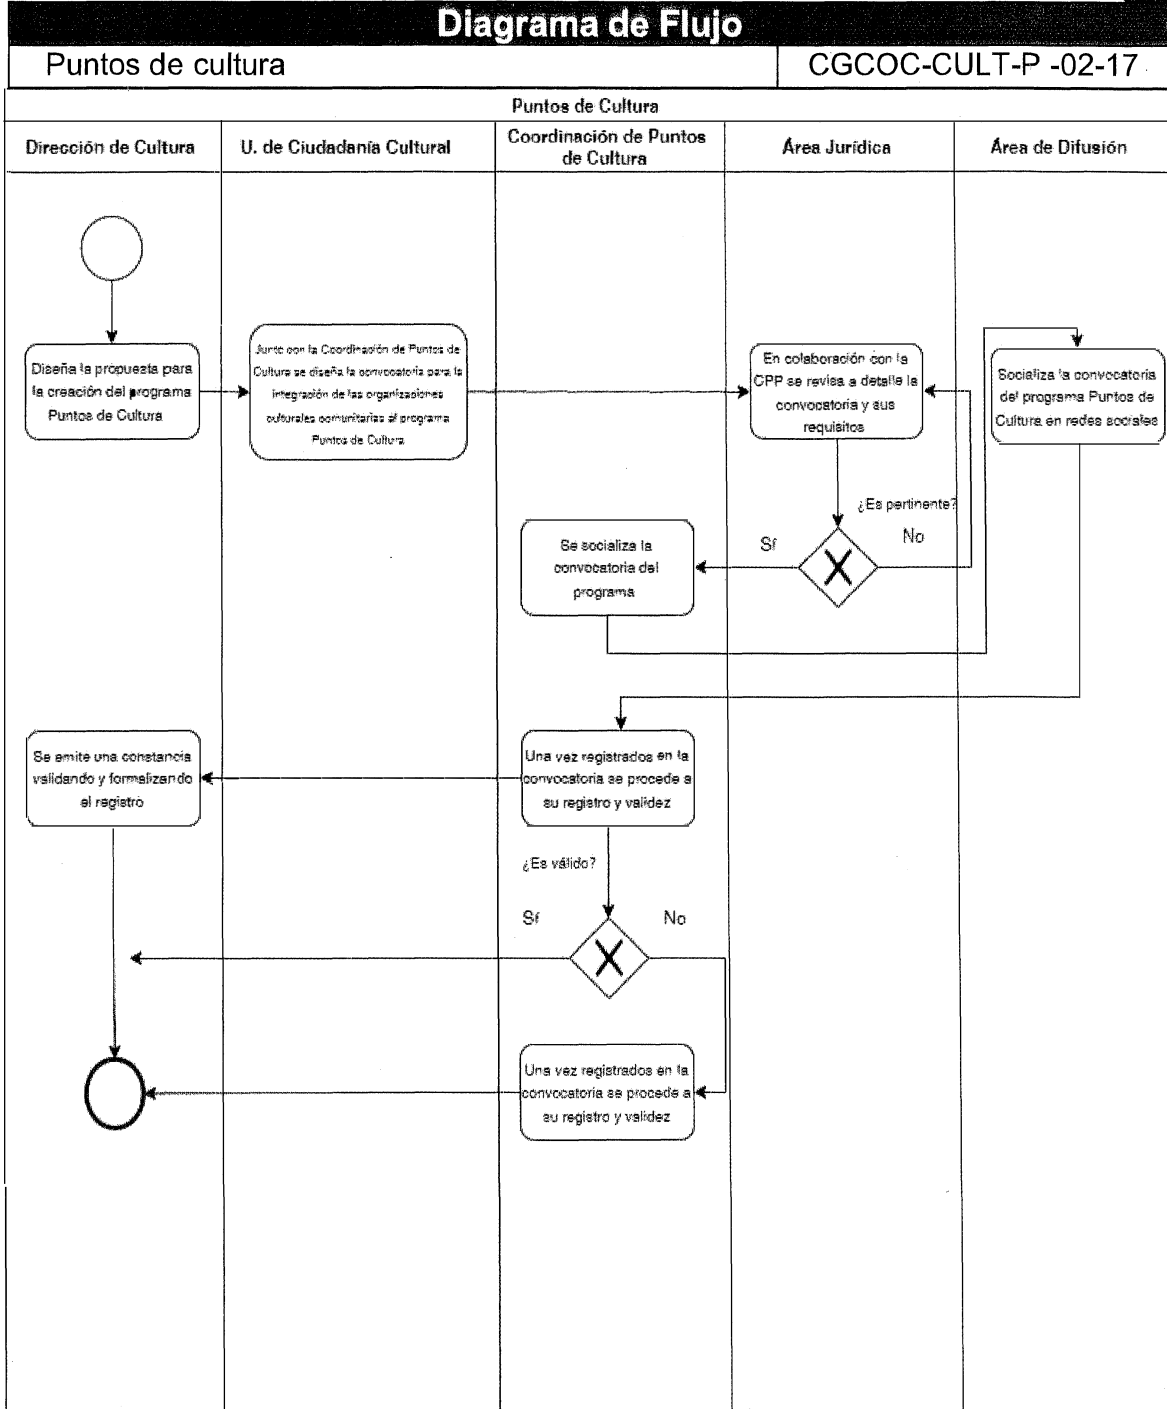 Diagrama de Flujo
Puntos de cultura
CGCOC-CULT-P -02-17
Puntos de Cultura
Dirección de Cultura
U. de Ciudadanía Cultural
Coordinación de Puntos
de Cultura
Área Jurídica
Área de Difusión
Diseña la propuesta para
la creación del programa
Puntos de Cultura
Junto con la Coordinación de Puntos de
Cultura se diseña la convocatoria para la
integración de las organizaciones
culturales comunitarias al programa
Puntos de Cultura
En colaboración con la
CPP se revisa a detalle la
convocatoria y sus
requisitos
Socializa la convocatoria
del programa Puntos de
Cultura en redes sociales
¿Es pertinente?
Sí
No
Se socializa la
convocatoria del
programa
Se emite una constancia
validando y formalizando
el registro
Una vez registrados en la
convocatoria se procede a
su registro y validez
¿Es válido?
Sí
No
Una vez registrados en la
convocatoria se procede a
su registro y validez